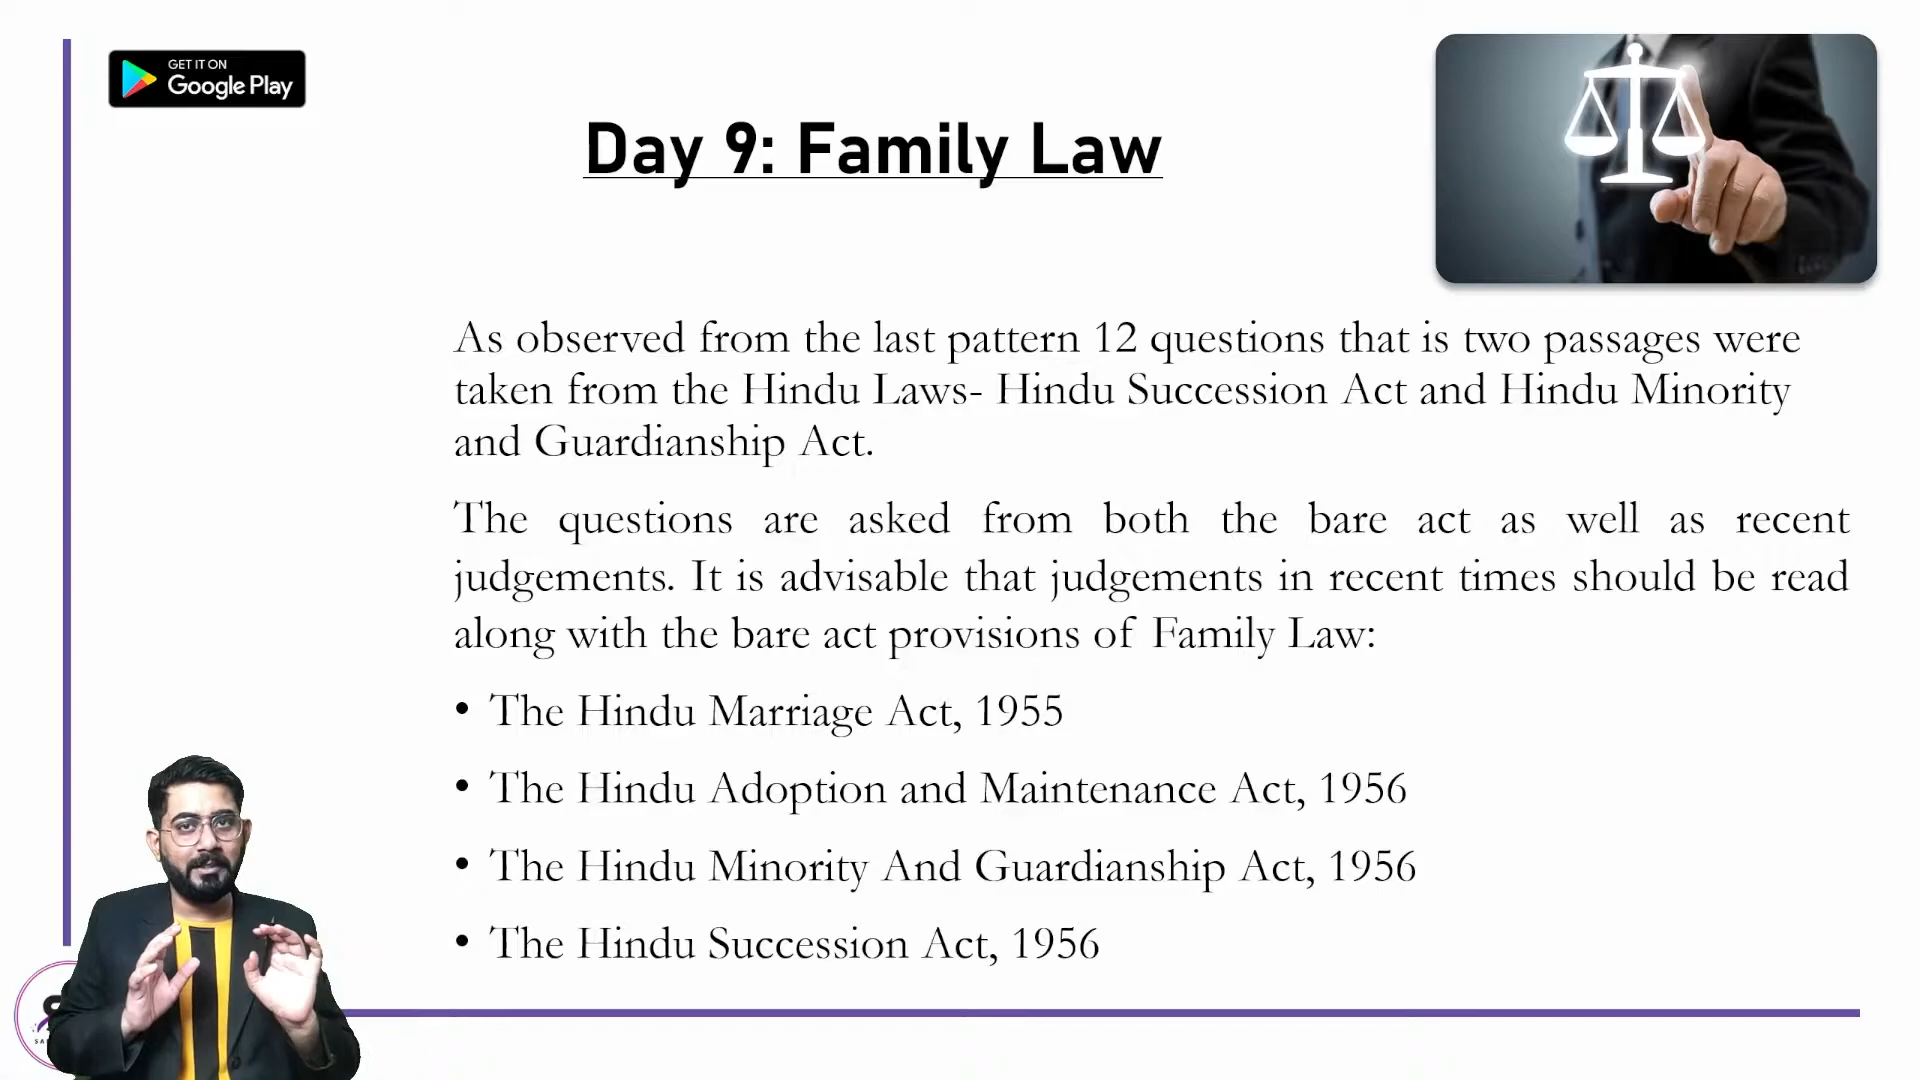 GET IT ON
Google Play
Day 9: Family Law
As observed from the last pattern 12 questions that is two passages were
taken from the Hindu Laws- Hindu Succession Act and Hindu Minority
and Guardianship Act.
The questions are asked from both the bare act as well as recent
judgements. It is advisable that judgements in recent times should be read
along with the bare act provisions of Family Law:
• The Hindu Marriage Act, 1955
• The Hindu Adoption and Maintenance Act, 1956
• The Hindu Minority And Guardianship Act, 1956
• The Hindu Succession Act, 1956